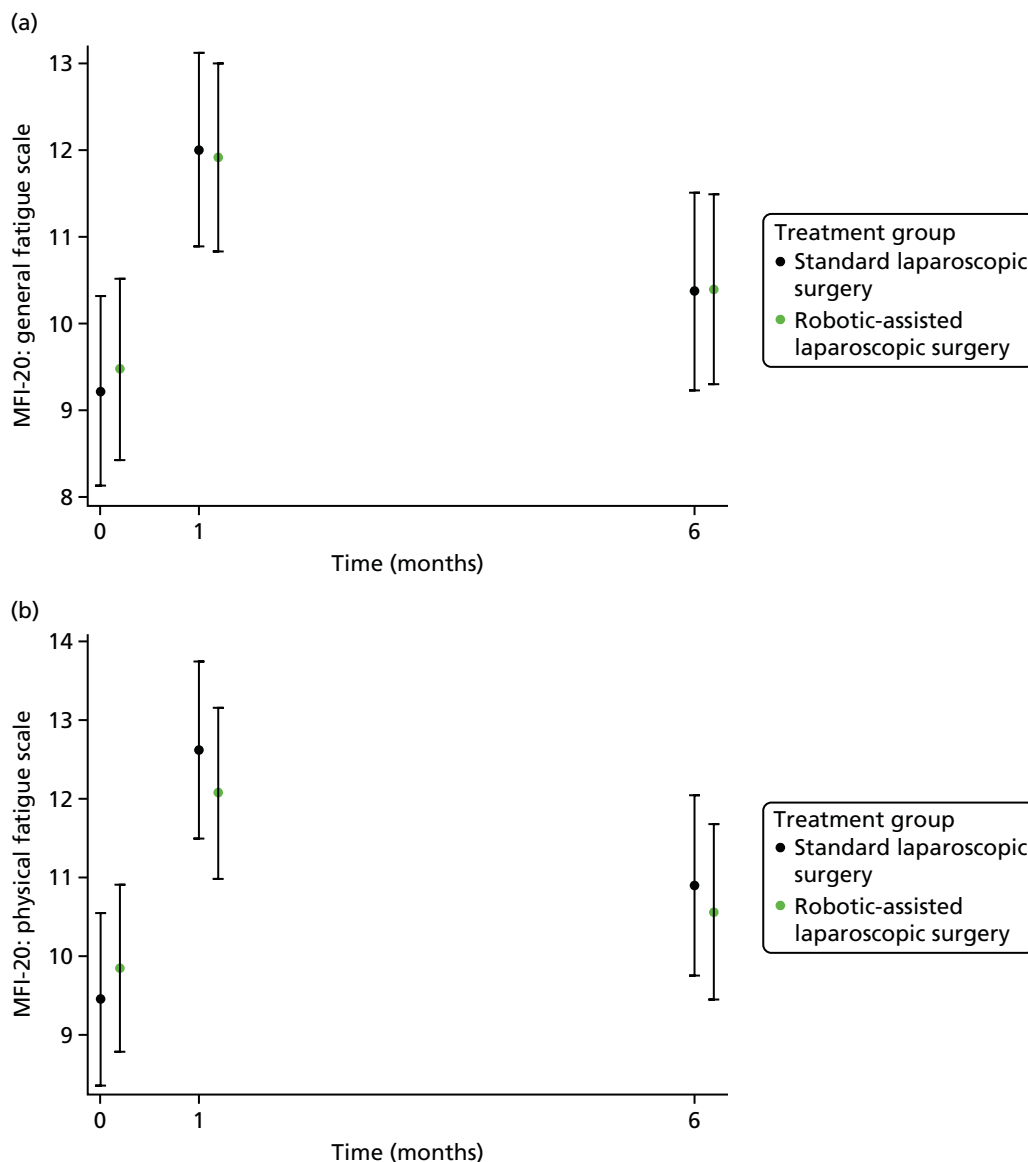 (a)
13
12
11
10
9
8
MFI-20: general fatigue scale
0
1
6
Time (months)
Treatment group
Standard laparoscopic
surgery
Robotic-assisted
laparoscopic surgery
(b)
14
13
12
11
10
9
MFI-20: physical fatigue scale
0
1
6
Time (months)
Treatment group
Standard laparoscopic
surgery
Robotic-assisted
laparoscopic surgery